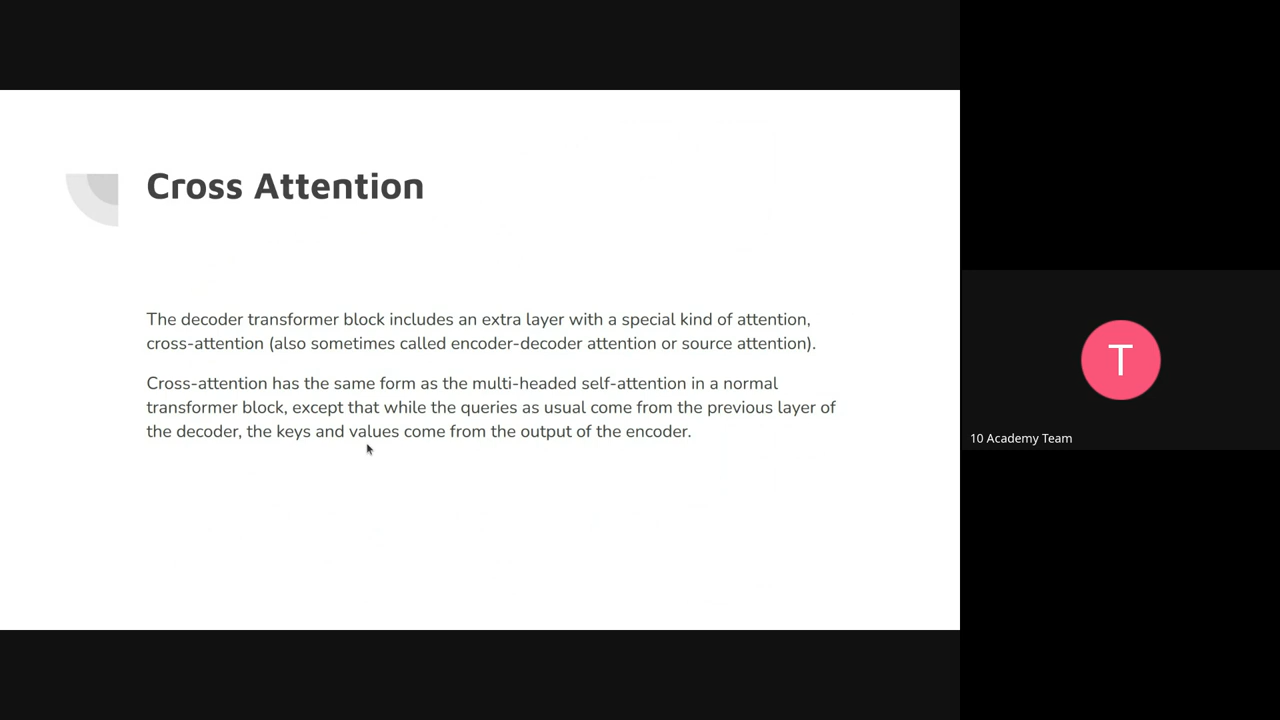 Cross Attention
The decoder transformer block includes an extra layer with a special kind of attention,
cross-attention (also sometimes called encoder-decoder attention or source attention).
Cross-attention has the same form as the multi-headed self-attention in a normal
transformer block, except that while the queries as usual come from the previous layer of
the decoder, the keys and values come from the output of the encoder.
T
10 Academy Team